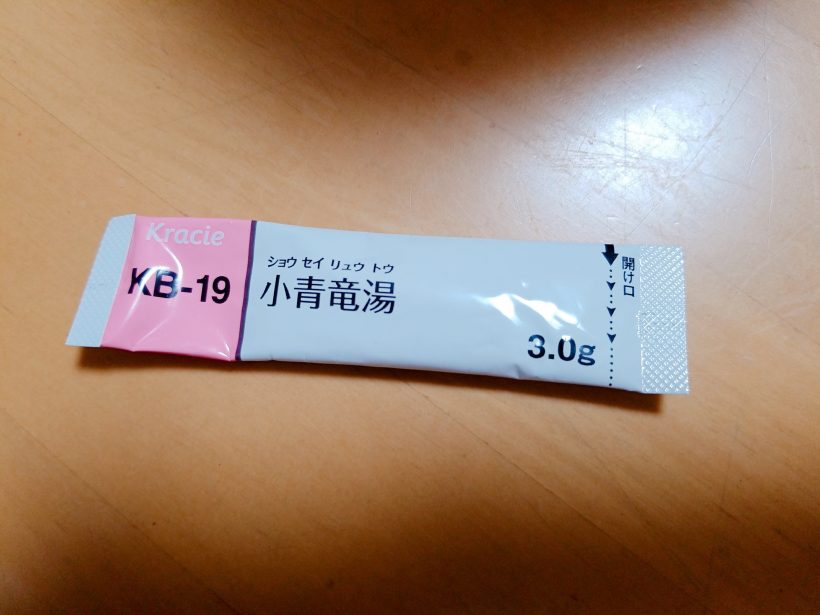 Kracie
KB-19
ショウ セイ リュウ トウ
小青竜湯
3.0g
開け口